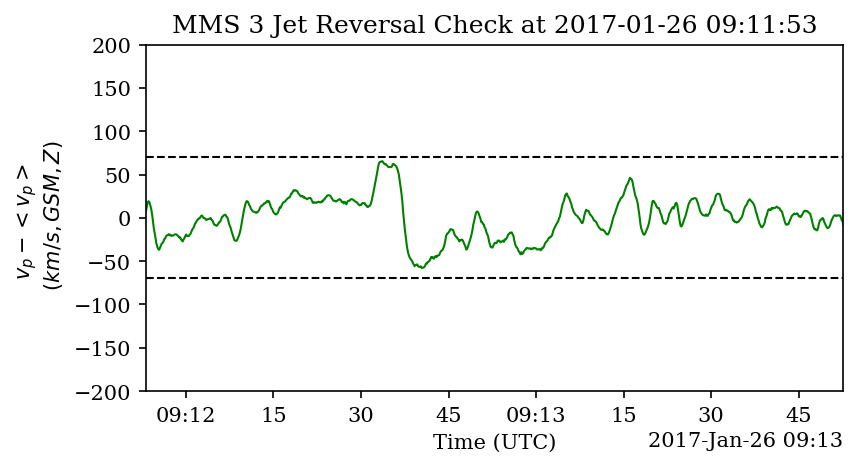 MMS 3 Jet Reversal Check at 2017-01-26 09:11:53
200
150
100
50
0
−50
−100
−150
−200
v_p − < v_p >
(km/s, GSM, Z)
09:12 15 30 45 09:13 15 30 45
Time (UTC)
2017-Jan-26 09:13